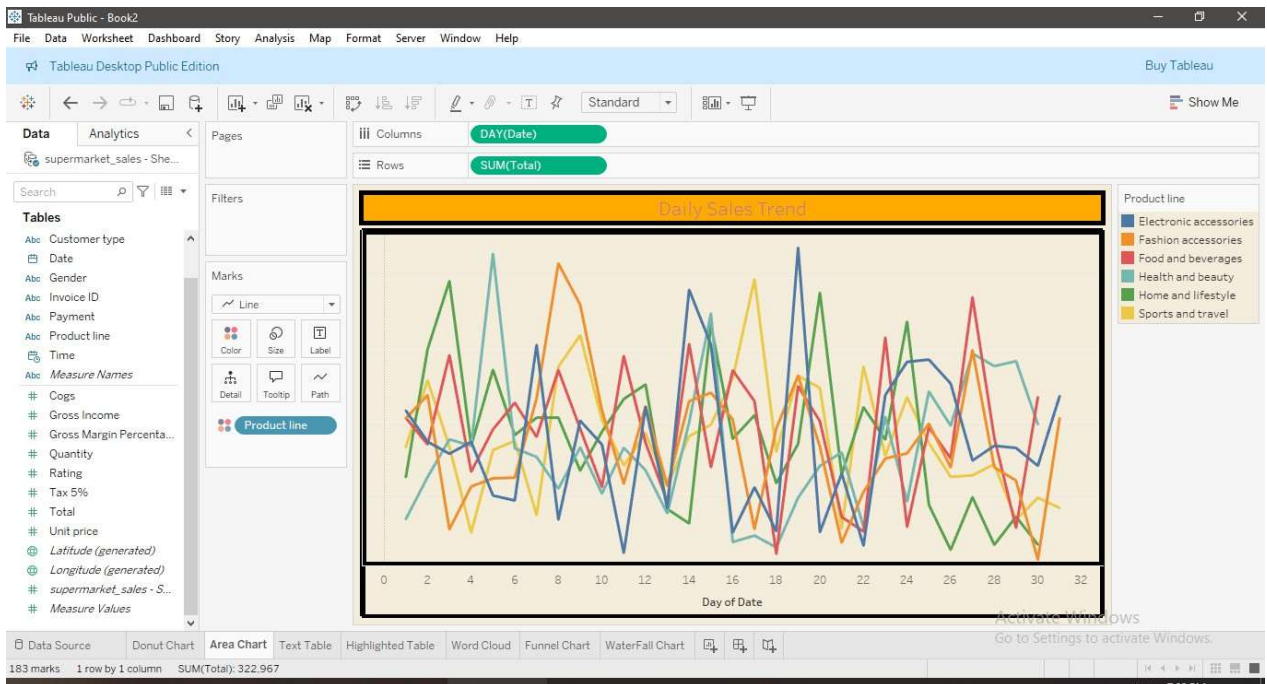 Tableau Public - Book2
File Data Worksheet Dashboard Story Analysis Map Format Server Window Help
Tableau Desktop Public Edition
Buy Tableau
Standard
Show Me
Data Analytics
Pages
Columns DAY(Date)
Rows SUM(Total)
supermarket_sales - She...
Search
Tables
Abc Customer type
Date
Abc Gender
Abc Invoice ID
Abc Payment
Abc Product line
Time
Abc Measure Names
# Cogs
# Gross Income
# Gross Margin Percenta...
# Quantity
# Rating
# Tax 5%
# Total
# Unit price
Latitude (generated)
Longitude (generated)
# supermarket_sales - S...
# Measure Values
Filters
Marks
Line
Color Size Label
Detail Tooltip Path
Product line
Daily Sales Trend
0 2 4 6 8 10 12 14 16 18 20 22 24 26 28 30 32
Day of Date
Product line
Electronic accessories
Fashion accessories
Food and beverages
Health and beauty
Home and lifestyle
Sports and travel
Activate Windows
Go to Settings to activate Windows.
Data Source Donut Chart Area Chart Text Table Highlighted Table Word Cloud Funnel Chart WaterFall Chart
183 marks 1 row by 1 column SUM(Total): 322.967